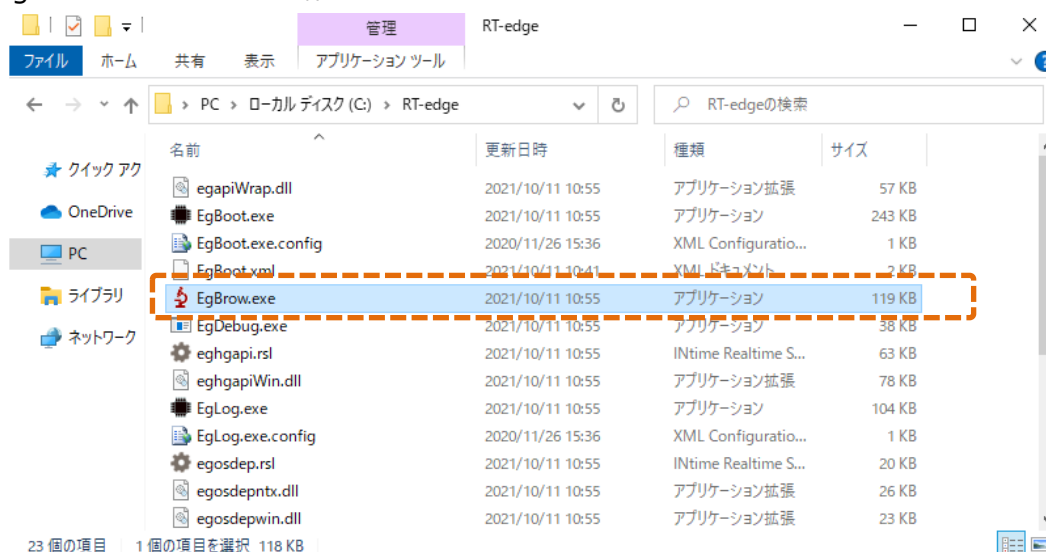 管理 RT-edge
ファイル ホーム 共有 表示 アプリケーション ツール
PC › ローカル ディスク (C:) › RT-edge RT-edgeの検索
名前 更新日時 種類 サイズ
クイック アク
OneDrive
PC
ライブラリ
ネットワーク
egapiWrap.dll 2021/10/11 10:55 アプリケーション拡張 57 KB
EgBoot.exe 2021/10/11 10:55 アプリケーション 243 KB
EgBoot.exe.config 2020/11/26 15:36 XML Configuratio... 1 KB
EgBoot.xml 2021/10/11 10:41 XML ドキュメント 2 KB
EgBrow.exe 2021/10/11 10:55 アプリケーション 119 KB
EgDebug.exe 2021/10/11 10:55 アプリケーション 38 KB
eghgapi.rsl 2021/10/11 10:55 INtime Realtime S... 63 KB
eghgapiWin.dll 2021/10/11 10:55 アプリケーション拡張 78 KB
EgLog.exe 2021/10/11 10:55 アプリケーション 104 KB
EgLog.exe.config 2020/11/26 15:36 XML Configuratio... 1 KB
egosdep.rsl 2021/10/11 10:55 INtime Realtime S... 20 KB
egosdepntx.dll 2021/10/11 10:55 アプリケーション拡張 26 KB
egosdepwin.dll 2021/10/11 10:55 アプリケーション拡張 23 KB
23 個の項目 1 個の項目を選択 118 KB